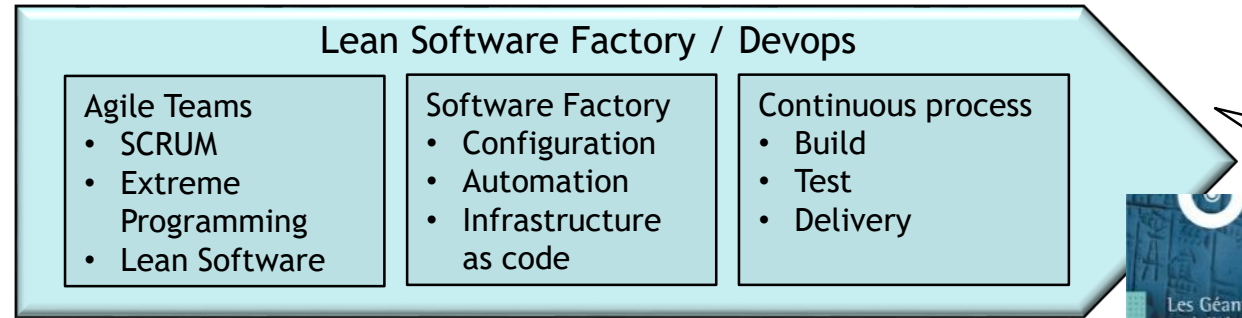 Lean Software Factory / Devops
Agile Teams
• SCRUM
• Extreme
Programming
• Lean Software
Software Factory
• Configuration
• Automation
• Infrastructure
as code
Continuous process
• Build
• Test
• Delivery
Les Géan